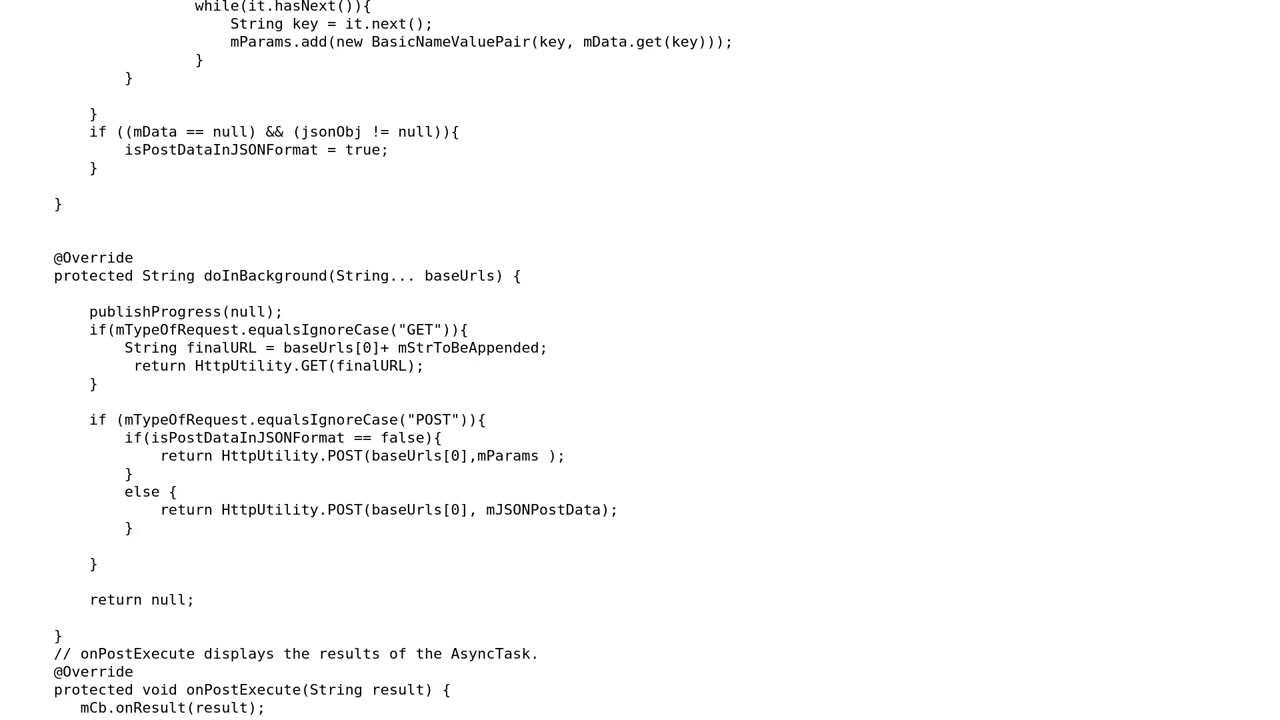 while(it.hasNext()){
String key = it.next();
mParams.add(new BasicNameValuePair(key, mData.get(key)));
}
}
}
if ((mData == null) && (jsonObj != null)){
isPostDataInJSONFormat = true;
}
}
@Override
protected String doInBackground(String... baseUrls) {
publishProgress(null);
if(mTypeOfRequest.equalsIgnoreCase("GET")){
String finalURL = baseUrls[0]+ mStrToBeAppended;
return HttpUtility.GET(finalURL);
}
if (mTypeOfRequest.equalsIgnoreCase("POST")){
if(isPostDataInJSONFormat == false){
return HttpUtility.POST(baseUrls[0],mParams );
}
else {
return HttpUtility.POST(baseUrls[0], mJSONPostData);
}
}
return null;
}
// onPostExecute displays the results of the AsyncTask.
@Override
protected void onPostExecute(String result) {
mCb.onResult(result);